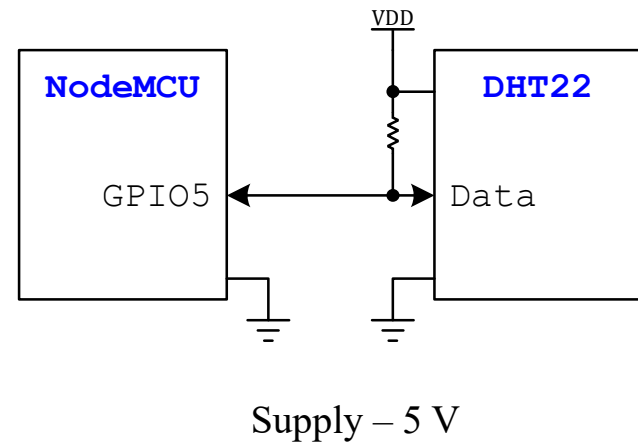 VDD
NodeMCU
DHT22
GPIO5
Data
Supply – 5 V